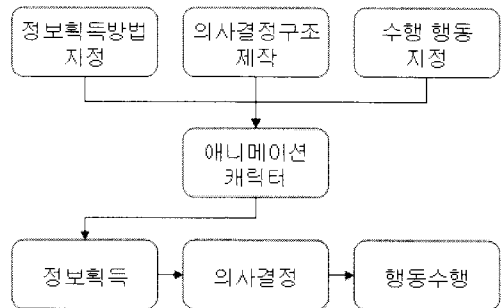 정보획득방법
지정
의사결정구조
제작
수행 행동
지정
애니메이션
캐릭터
정보획득
의사결정
행동수행